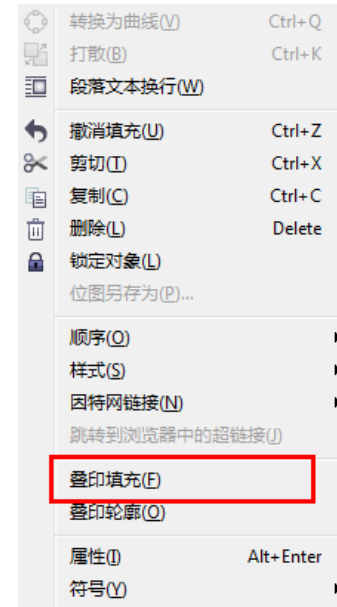 转换为曲线(V) Ctrl+Q
打散(B) Ctrl+K
段落文本换行(W)
撤消填充(U) Ctrl+Z
剪切(T) Ctrl+X
复制(C) Ctrl+C
删除(L) Delete
锁定对象(L)
位图另存为(P)...
顺序(O)
样式(S)
因特网链接(N)
跳转到浏览器中的超链接(J)
叠印填充(F)
叠印轮廓(O)
属性(I) Alt+Enter
符号(Y)